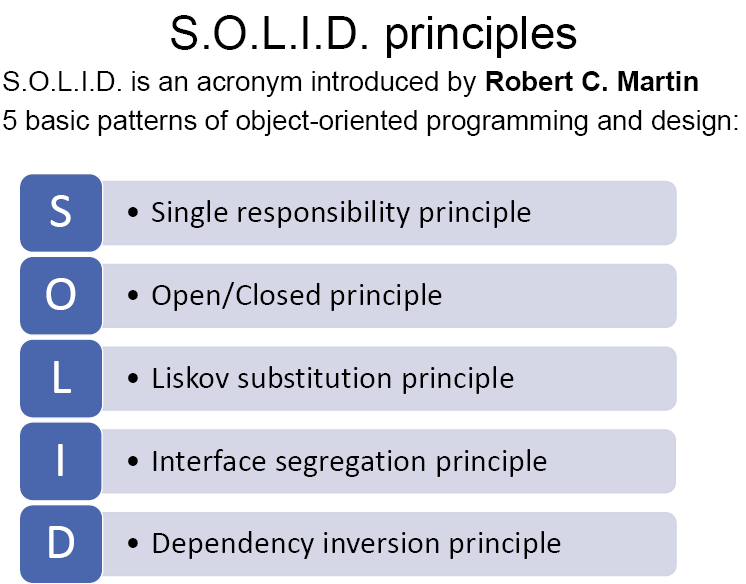 S.O.L.I.D. principles
S.O.L.I.D. is an acronym introduced by Robert C. Martin
5 basic patterns of object-oriented programming and design:
S • Single responsibility principle
O • Open/Closed principle
L • Liskov substitution principle
I • Interface segregation principle
D • Dependency inversion principle